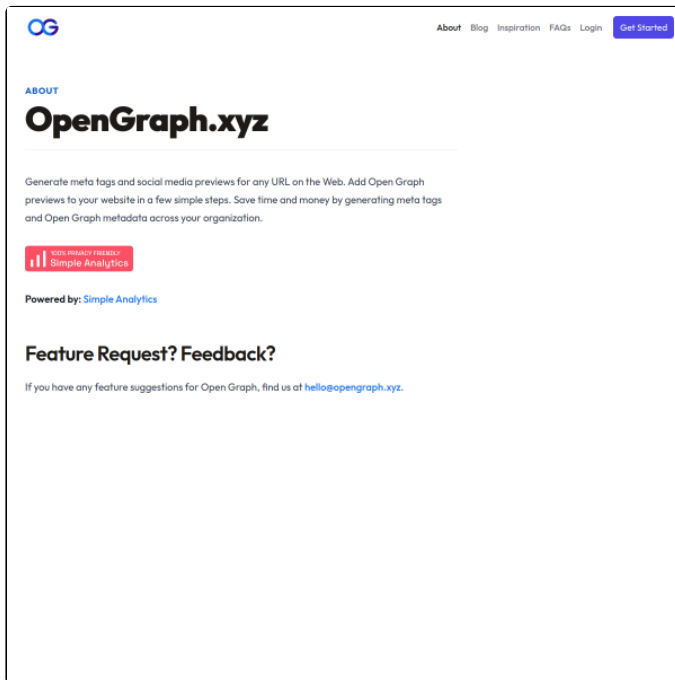 OG
About Blog Inspiration FAQs Login Get Started
ABOUT
OpenGraph.xyz
Generate meta tags and social media previews for any URL on the Web. Add Open Graph
previews to your website in a few simple steps. Save time and money by generating meta tags
and Open Graph metadata across your organization.
100% PRIVACY FRIENDLY
Simple Analytics
Powered by: Simple Analytics
Feature Request? Feedback?
If you have any feature suggestions for Open Graph, find us at hello@opengraph.xyz.